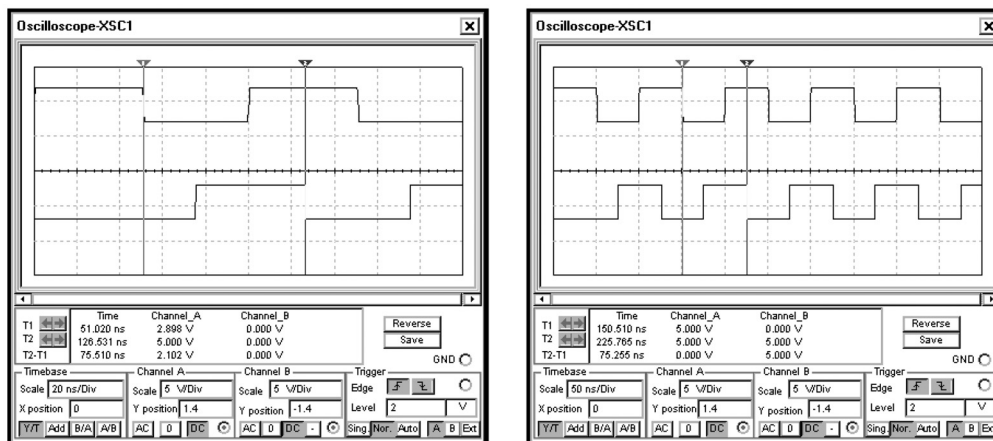 Oscilloscope-XSC1
1 2
Time Channel_A Channel_B
T1 51.020 ns 2.898 V 0.000 V
T2 126.531 ns 5.000 V 0.000 V
T2-T1 75.510 ns 2.102 V 0.000 V
Reverse
Save
GND
Timebase Channel A Channel B Trigger
Scale 20 ns/Div Scale 5 V/Div Scale 5 V/Div Edge
X position 0 Y position 1.4 Y position -1.4 Level 2 V
Y/T Add B/A A/B AC 0 DC AC 0 DC - Sing. Nor. Auto A B Ext
Oscilloscope-XSC1
1 2
Time Channel_A Channel_B
T1 150.510 ns 5.000 V 0.000 V
T2 225.765 ns 5.000 V 5.000 V
T2-T1 75.255 ns 0.000 V 5.000 V
Reverse
Save
GND
Timebase Channel A Channel B Trigger
Scale 50 ns/Div Scale 5 V/Div Scale 5 V/Div Edge
X position 0 Y position 1.4 Y position -1.4 Level 2 V
Y/T Add B/A A/B AC 0 DC AC 0 DC - Sing. Nor. Auto A B Ext